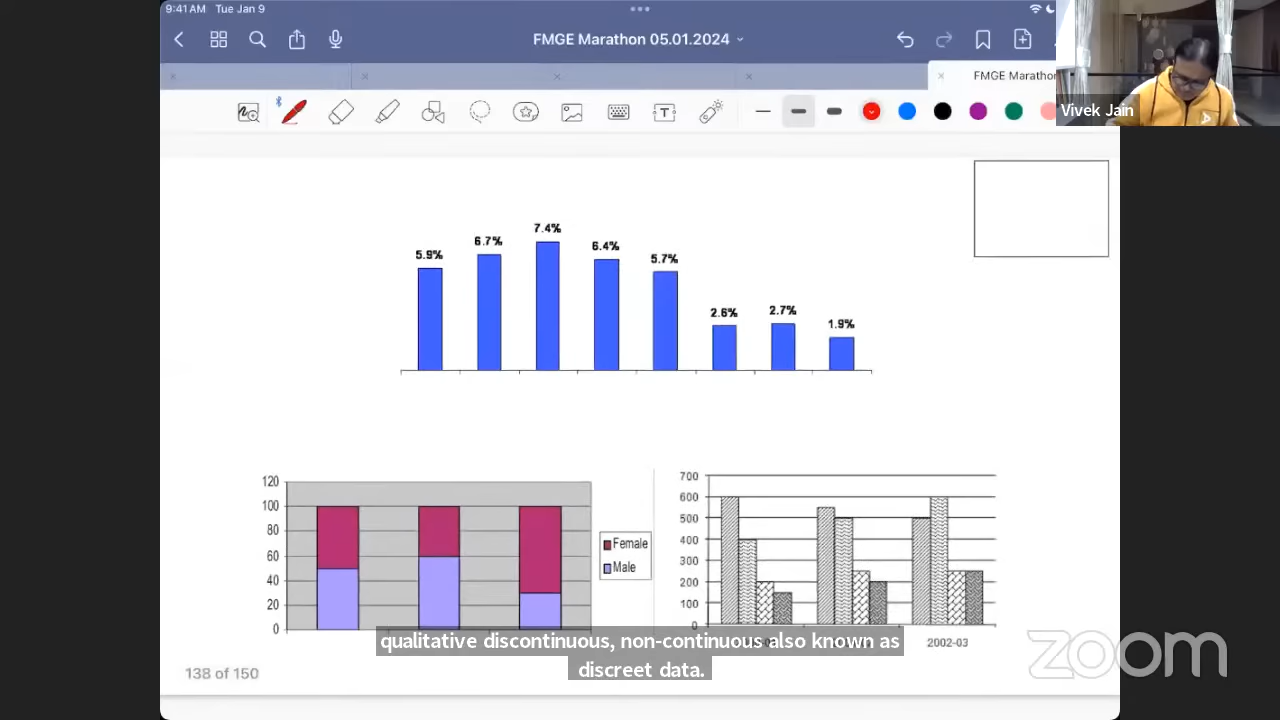 9:41 AM Tue Jan 9
FMGE Marathon 05.01.2024
FMGE Marathon
Vivek Jain
5.9%
6.7%
7.4%
6.4%
5.7%
2.6%
2.7%
1.9%
120
100
80
60
40
20
0
Female
Male
700
600
500
400
300
200
100
0
2002-03
qualitative discontinuous, non-continuous also known as
discreet data.
138 of 150
zoom